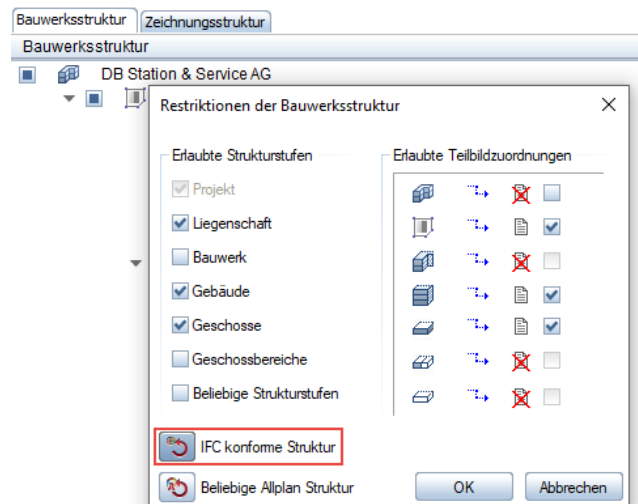 Bauwerksstruktur Zeichnungsstruktur
Bauwerksstruktur
DB Station & Service AG
Restriktionen der Bauwerksstruktur
Erlaubte Strukturstufen Erlaubte Teilbildzuordnungen
Projekt
Liegenschaft
Bauwerk
Gebäude
Geschosse
Geschossbereiche
Beliebige Strukturstufen
IFC konforme Struktur
Beliebige Allplan Struktur OK Abbrechen